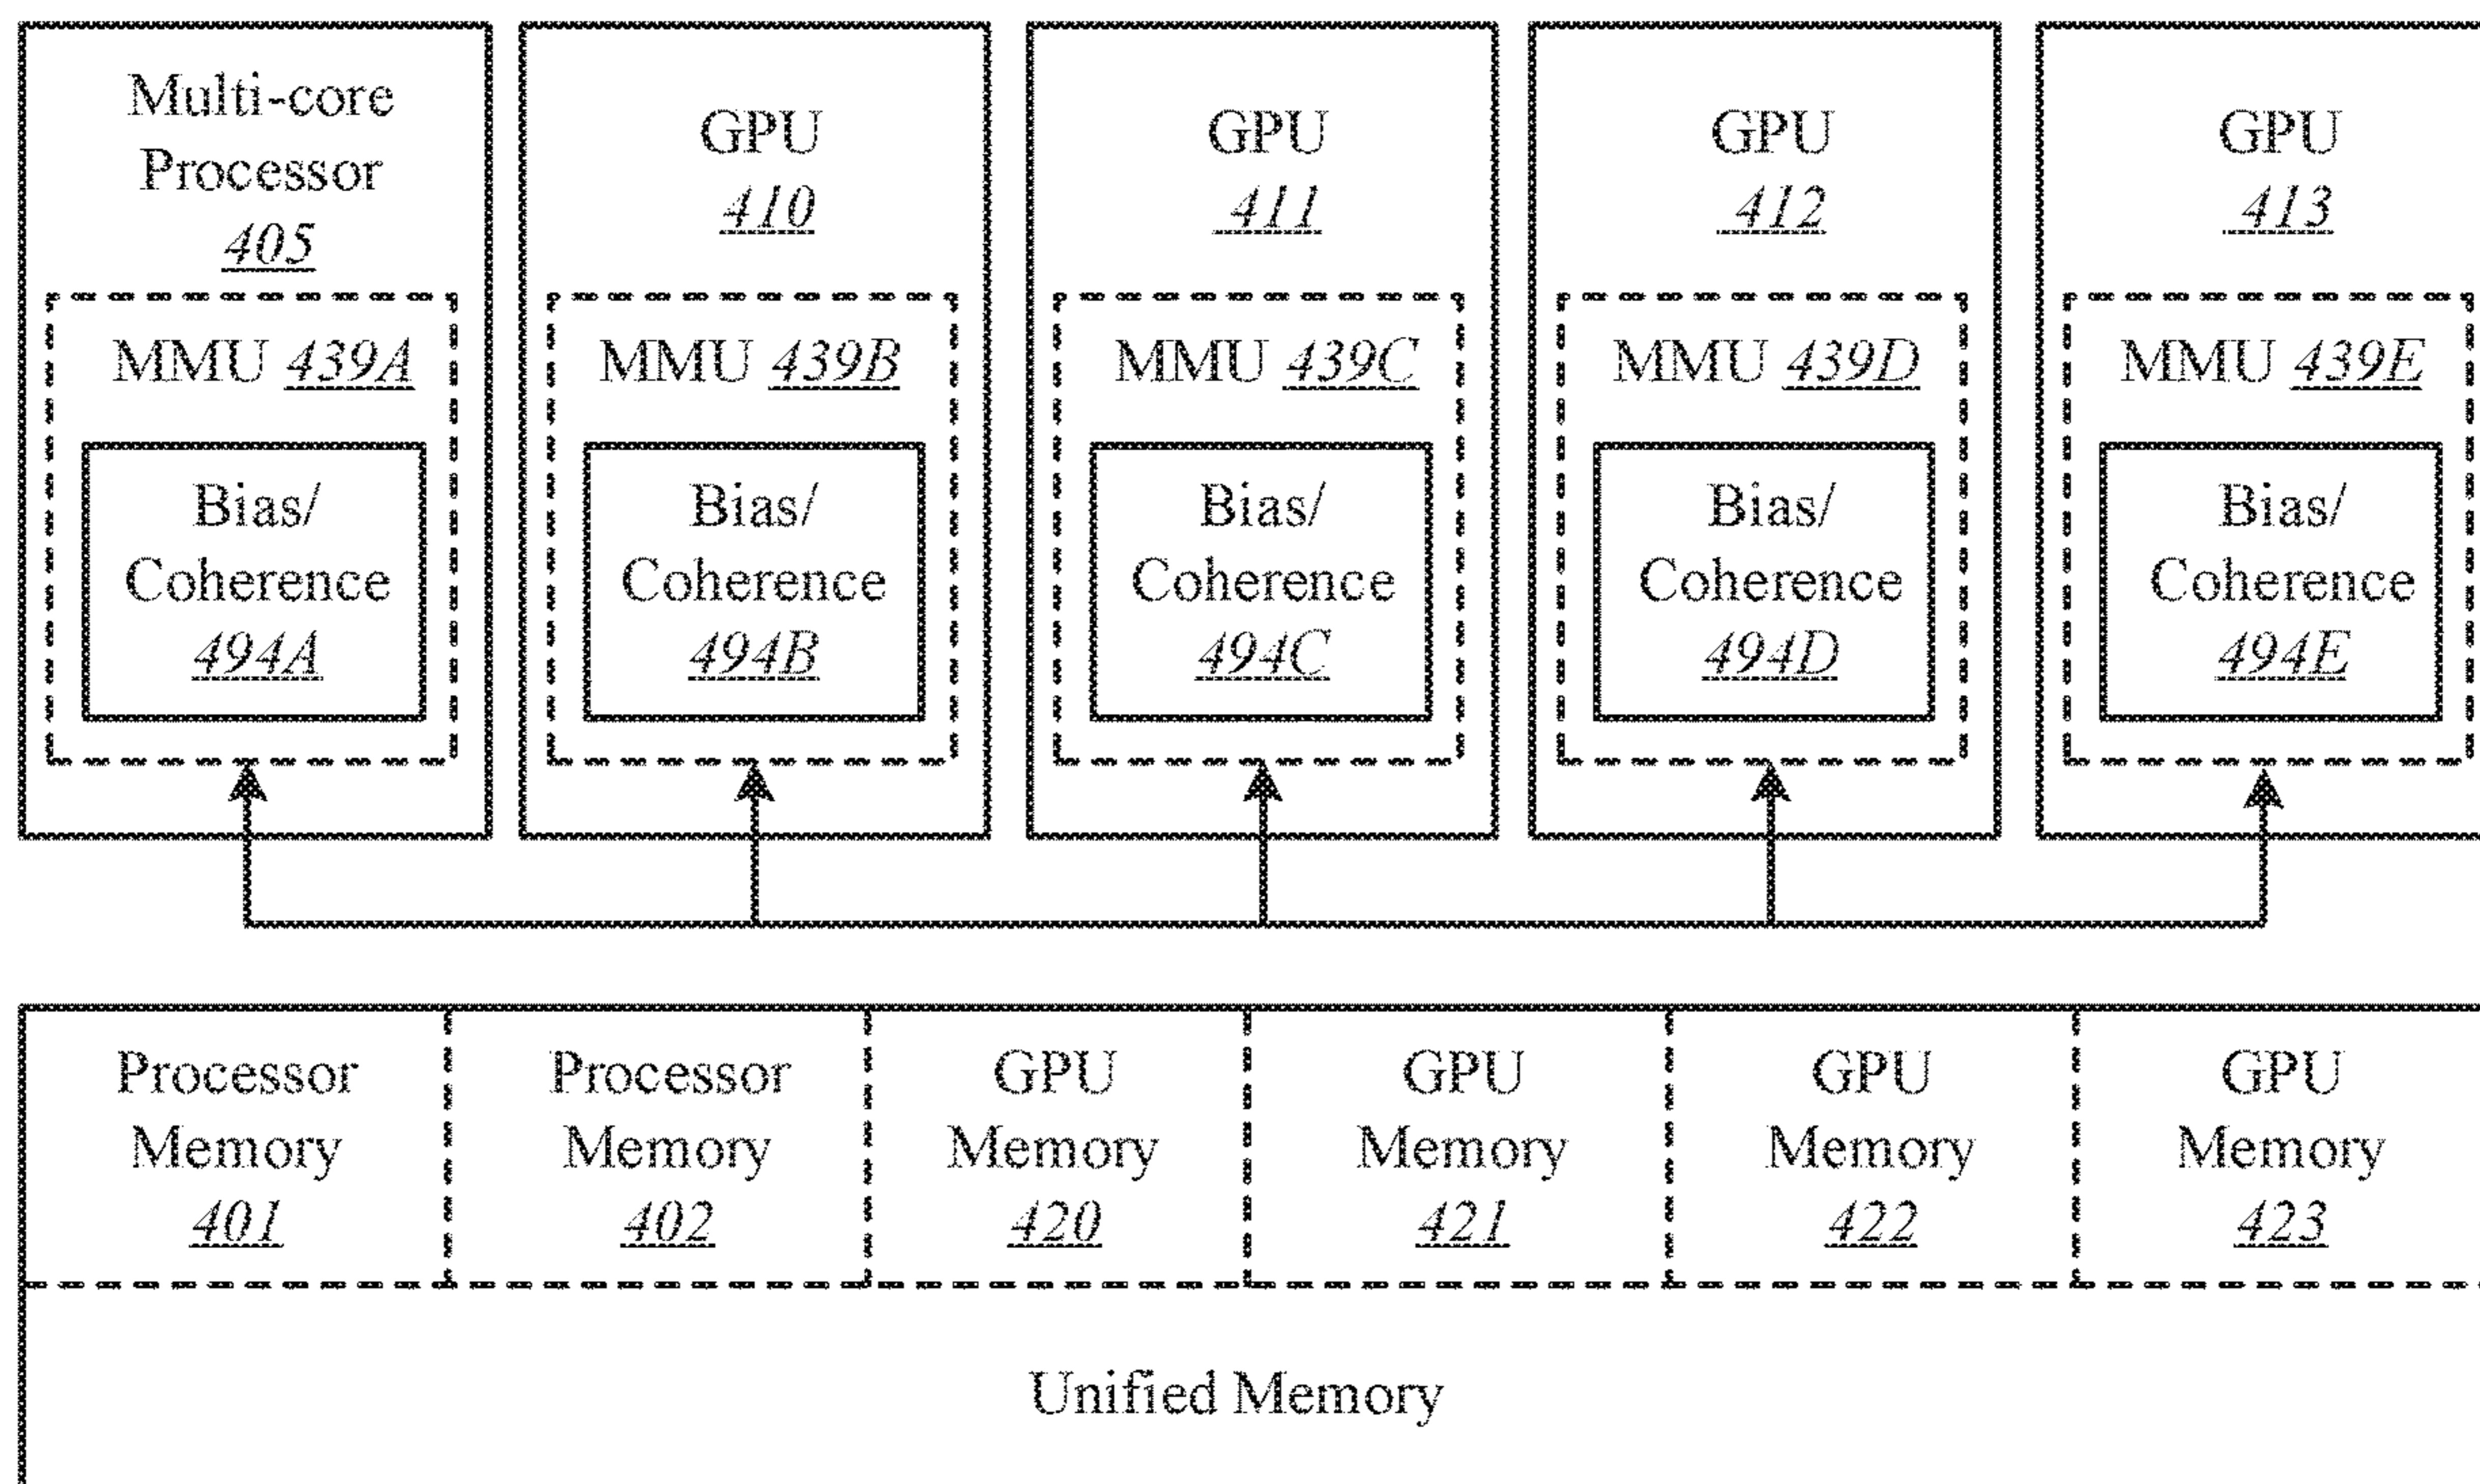 Multi-core
Processor
405
MMU 439A
Bias/
Coherence
494A
GPU
410
MMU 439B
Bias/
Coherence
494B
GPU
411
MMU 439C
Bias/
Coherence
494C
GPU
412
MMU 439D
Bias/
Coherence
494D
GPU
413
MMU 439E
Bias/
Coherence
494E
Processor
Memory
401
Processor
Memory
402
GPU
Memory
420
GPU
Memory
421
GPU
Memory
422
GPU
Memory
423
Unified Memory